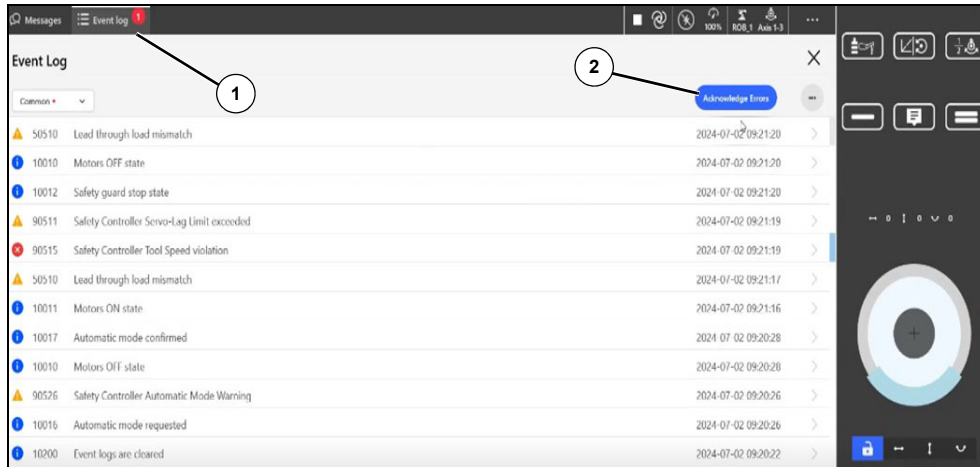 Messages Event log 1 100% ROB_1 Axis 1-3 ...
Event Log
1
2
Common
Acknowledge Errors
50510 Lead through load mismatch 2024-07-02 09:21:20
10010 Motors OFF state 2024-07-02 09:21:20
10012 Safety guard stop state 2024-07-02 09:21:20
90511 Safety Controller Servo-Lag Limit exceeded 2024-07-02 09:21:19
90515 Safety Controller Tool Speed violation 2024-07-02 09:21:19
50510 Lead through load mismatch 2024-07-02 09:21:17
10011 Motors ON state 2024-07-02 09:21:16
10017 Automatic mode confirmed 2024-07-02 09:20:28
10010 Motors OFF state 2024-07-02 09:20:28
90526 Safety Controller Automatic Mode Warning 2024-07-02 09:20:26
10016 Automatic mode requested 2024-07-02 09:20:26
10200 Event logs are cleared 2024-07-02 09:20:22
0 0 0